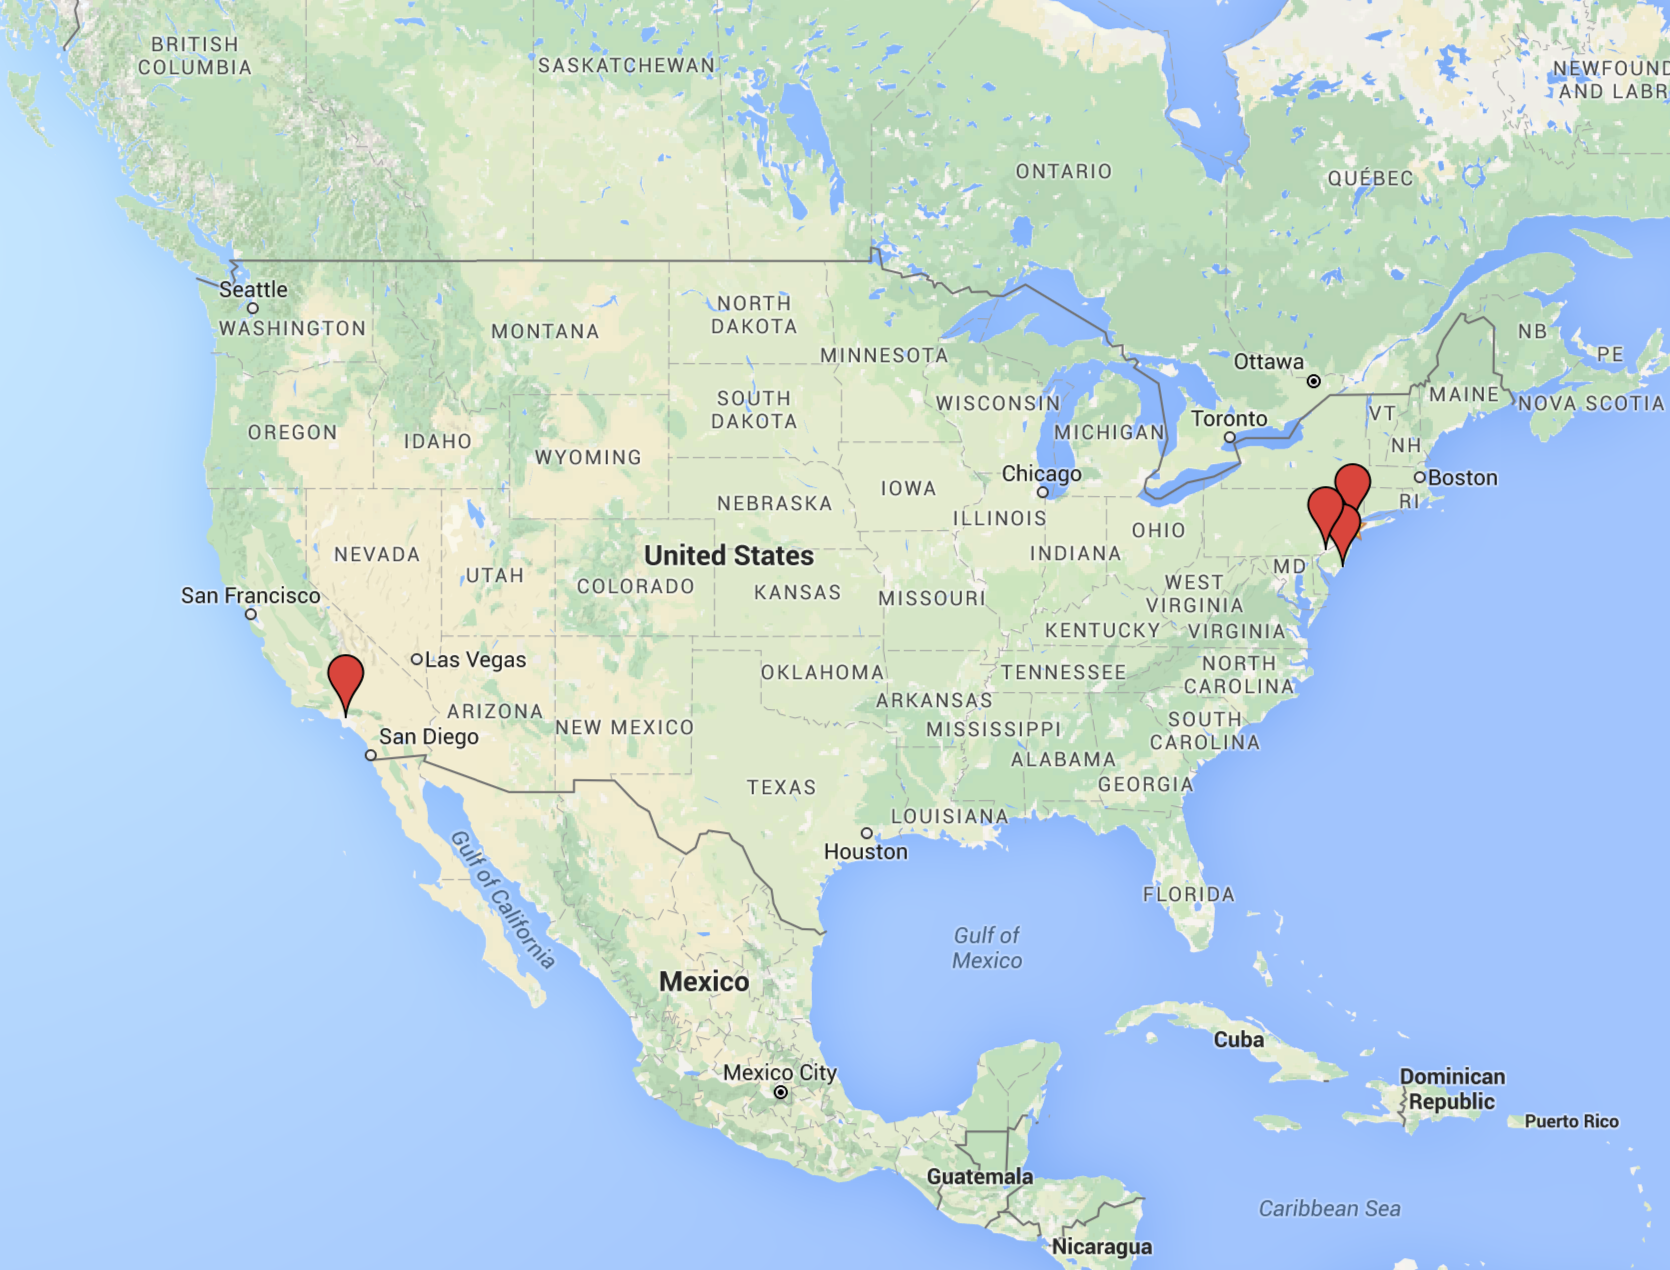 BRITISH
COLUMBIA
SASKATCHEWAN
NEWFOUND
AND LABR
ONTARIO
QUÉBEC
Seattle
WASHINGTON
MONTANA
NORTH
DAKOTA
MINNESOTA
NB
PE
Ottawa
MAINE
NOVA SCOTIA
SOUTH
DAKOTA
WISCONSIN
MICHIGAN
Toronto
VT
NH
OREGON
IDAHO
WYOMING
Chicago
Boston
RI
IOWA
NEBRASKA
ILLINOIS
OHIO
INDIANA
NEVADA
United States
UTAH
COLORADO
KANSAS
MISSOURI
MD
WEST
VIRGINIA
San Francisco
KENTUCKY
VIRGINIA
Las Vegas
OKLAHOMA
TENNESSEE
NORTH
CAROLINA
ARIZONA
NEW MEXICO
ARKANSAS
MISSISSIPPI
SOUTH
CAROLINA
San Diego
ALABAMA
GEORGIA
TEXAS
LOUISIANA
Houston
FLORIDA
Gulf of California
Gulf of
Mexico
Mexico
Mexico City
Cuba
Dominican
Republic
Puerto Rico
Guatemala
Caribbean Sea
Nicaragua